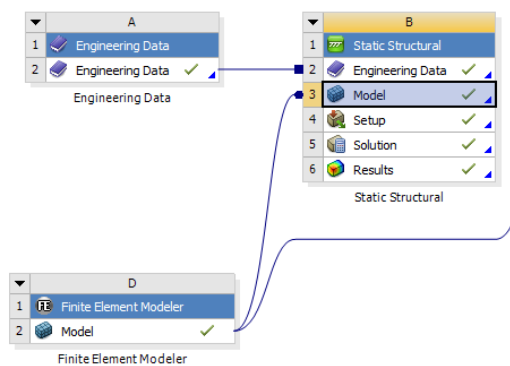 A
1 Engineering Data
2 Engineering Data
Engineering Data
B
1 Static Structural
2 Engineering Data
3 Model
4 Setup
5 Solution
6 Results
Static Structural
D
1 FE Finite Element Modeler
2 Model
Finite Element Modeler